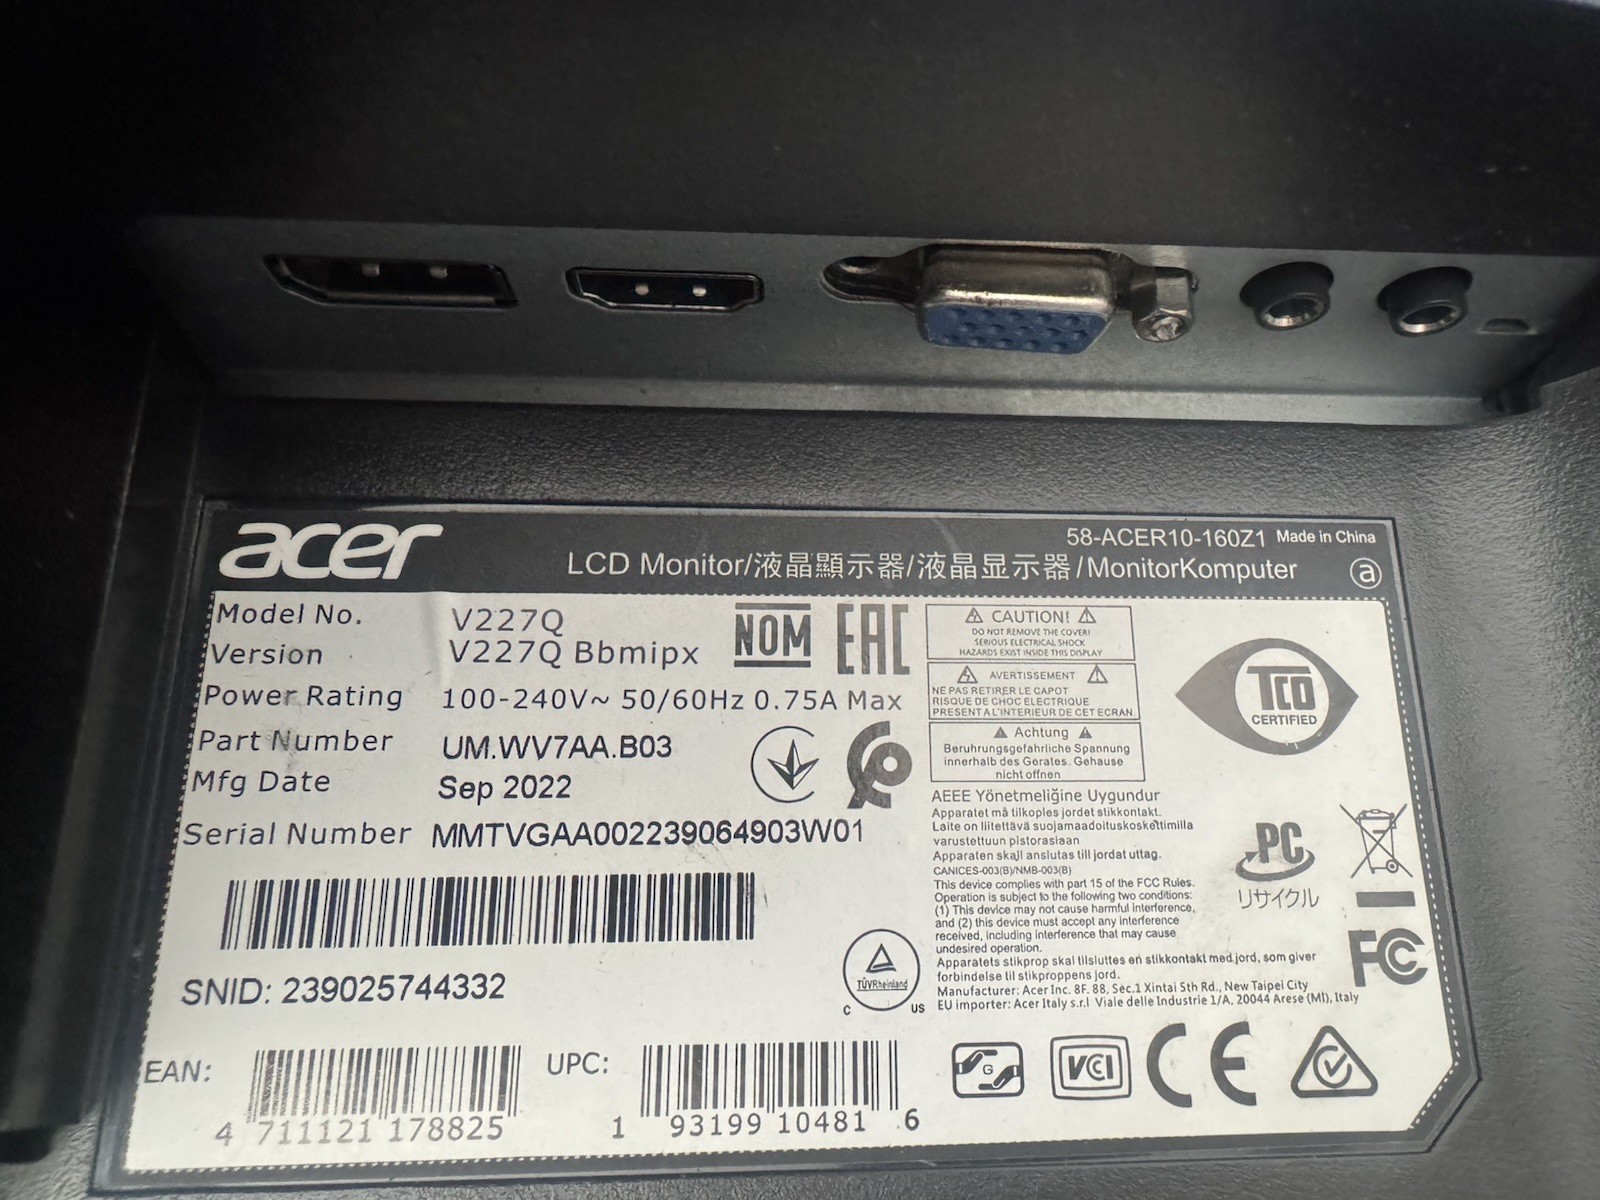 acer
58-ACER10-160Z1 Made in China
LCD Monitor/液晶顯示器/液晶显示器/MonitorKomputer
a
Model No. V227Q
Version V227Q Bbmipx
Power Rating 100-240V~ 50/60Hz 0.75A Max
Part Number UM.WV7AA.B03
Mfg Date Sep 2022
Serial Number MMTVGAA002239064903W01
SNID: 239025744332
EAN: 4 711121 178825
UPC: 1 93199 10481 6
NOM
EAC
CAUTION!
DO NOT REMOVE THE COVER!
SERIOUS ELECTRICAL SHOCK
HAZARDS EXIST INSIDE THIS DISPLAY
AVERTISSEMENT
NE PAS RETIRER LE CAPOT
RISQUE DE CHOC ELECTRIQUE
PRESENT A L'INTERIEUR DE CET ECRAN
Achtung
Beruhrungsgefahrliche Spannung
innerhalb des Gerates. Gehause
nicht offnen
AEEE Yönetmeliğine Uygundur
Apparatet må tilkoples jordet stikkontakt.
Laite on liitettävä suojamaadoituskoskettimilla
varustettuun pistorasiaan
Apparaten skall anslutas till jordat uttag.
CANICES-003(B)/NMB-003(B)
This device complies with part 15 of the FCC Rules.
Operation is subject to the following two conditions:
(1) This device may not cause harmful interference,
and (2) this device must accept any interference
received, including interference that may cause
undesired operation.
Apparatets stikprop skal tilsluttes en stikkontakt med jord, som giver
forbindelse til stikproppens jord.
Manufacturer: Acer Inc. 8F. 88, Sec.1 Xintai 5th Rd., New Taipei City
EU importer: Acer Italy s.r.l Viale delle Industrie 1/A, 20044 Arese (MI), Italy
TCO
CERTIFIED
PC
リサイクル
FC
TÜVRheinland
C US
G
VCCI
CE